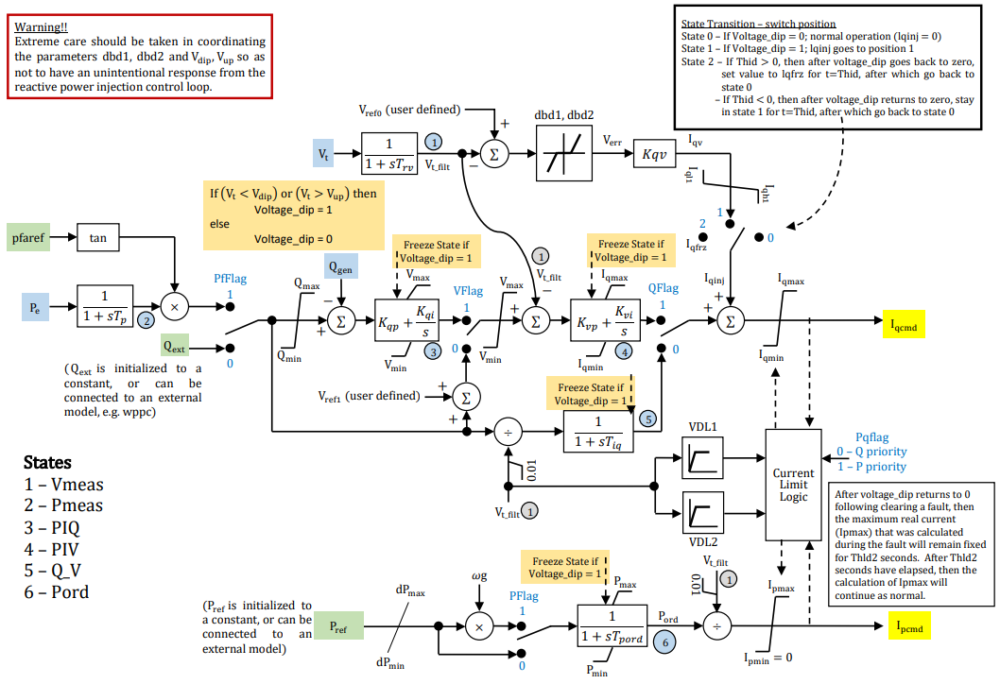 Warning!!
Extreme care should be taken in coordinating
the parameters dbd1, dbd2 and Vdip, Vup so as
not to have an unintentional response from the
reactive power injection control loop.
State Transition – switch position
State 0 – If Voltage_dip = 0; normal operation (Iqinj = 0)
State 1 – If Voltage_dip = 1; Iqinj goes to position 1
State 2 – If Thld > 0, then after voltage_dip goes back to zero,
set value to Iqfrz for t=Thld, after which go back to
state 0
– If Thld < 0, then after voltage_dip returns to zero, stay
in state 1 for t=Thld, after which go back to state 0
Vref0 (user defined)
+
dbd1, dbd2
Vt
1
1 + sTrv
1
Vt_filt
−
Σ
Verr
Kqv
Iqv
Iql1
Iqh1
1
2
0
Iqfrz
If (Vt < Vdip) or (Vt > Vup) then
Voltage_dip = 1
else
Voltage_dip = 0
pfaref
tan
Freeze State if
Voltage_dip = 1
Freeze State if
Voltage_dip = 1
1
Vt_filt
Qgen
PfFlag
1
Qmax
Vmax
VFlag
1
Vmax
Iqmax
QFlag
1
Iqinj
Iqmax
Pe
1
1 + sTp
2
×
−
+
Σ
Kqp + Kqi
s
3
Vmin
+
−
Σ
Kvp + Kvi
s
4
Iqmin
+
+
Σ
Iqcmd
Qext
0
Qmin
0
Vmin
0
Iqmin
(Qext is initialized to a
constant, or can be
connected to an external
model, e.g. wppc)
Vref1 (user defined)
+
+
Σ
Freeze State if
Voltage_dip = 1
÷
1
1 + sTiq
5
0.01
Vt_filt
1
VDL1
VDL2
Current
Limit
Logic
Pqflag
0 – Q priority
1 – P priority
States
1 – Vmeas
2 – Pmeas
3 – PIQ
4 – PIV
5 – Q_V
6 – Pord
After voltage_dip returns to 0
following clearing a fault, then
the maximum real current
(Ipmax) that was calculated
during the fault will remain fixed
for Thld2 seconds. After Thld2
seconds have elapsed, then the
calculation of Ipmax will
continue as normal.
(Pref is initialized to
a constant, or can be
connected to an
external model)
Pref
dPmax
dPmin
ωg
×
PFlag
1
0
Freeze State if
Voltage_dip = 1
Pmax
1
1 + sTpord
Pmin
Pord
6
Vt_filt
0.01
1
÷
Ipmax
Ipmin = 0
Ipcmd